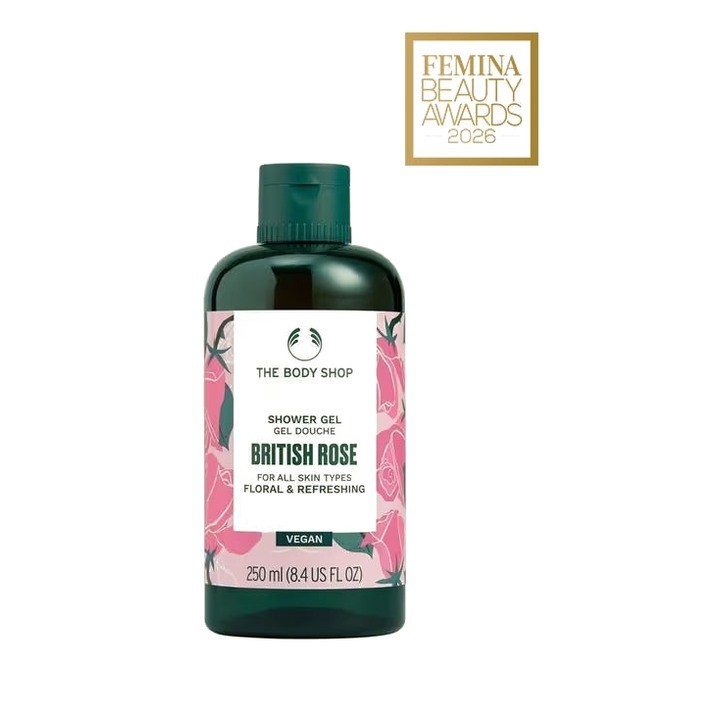 FEMINA
BEAUTY
AWARDS
2026
THE BODY SHOP
SHOWER GEL
GEL DOUCHE
BRITISH ROSE
FOR ALL SKIN TYPES
FLORAL & REFRESHING
VEGAN
250 ml (8.4 US FL OZ)